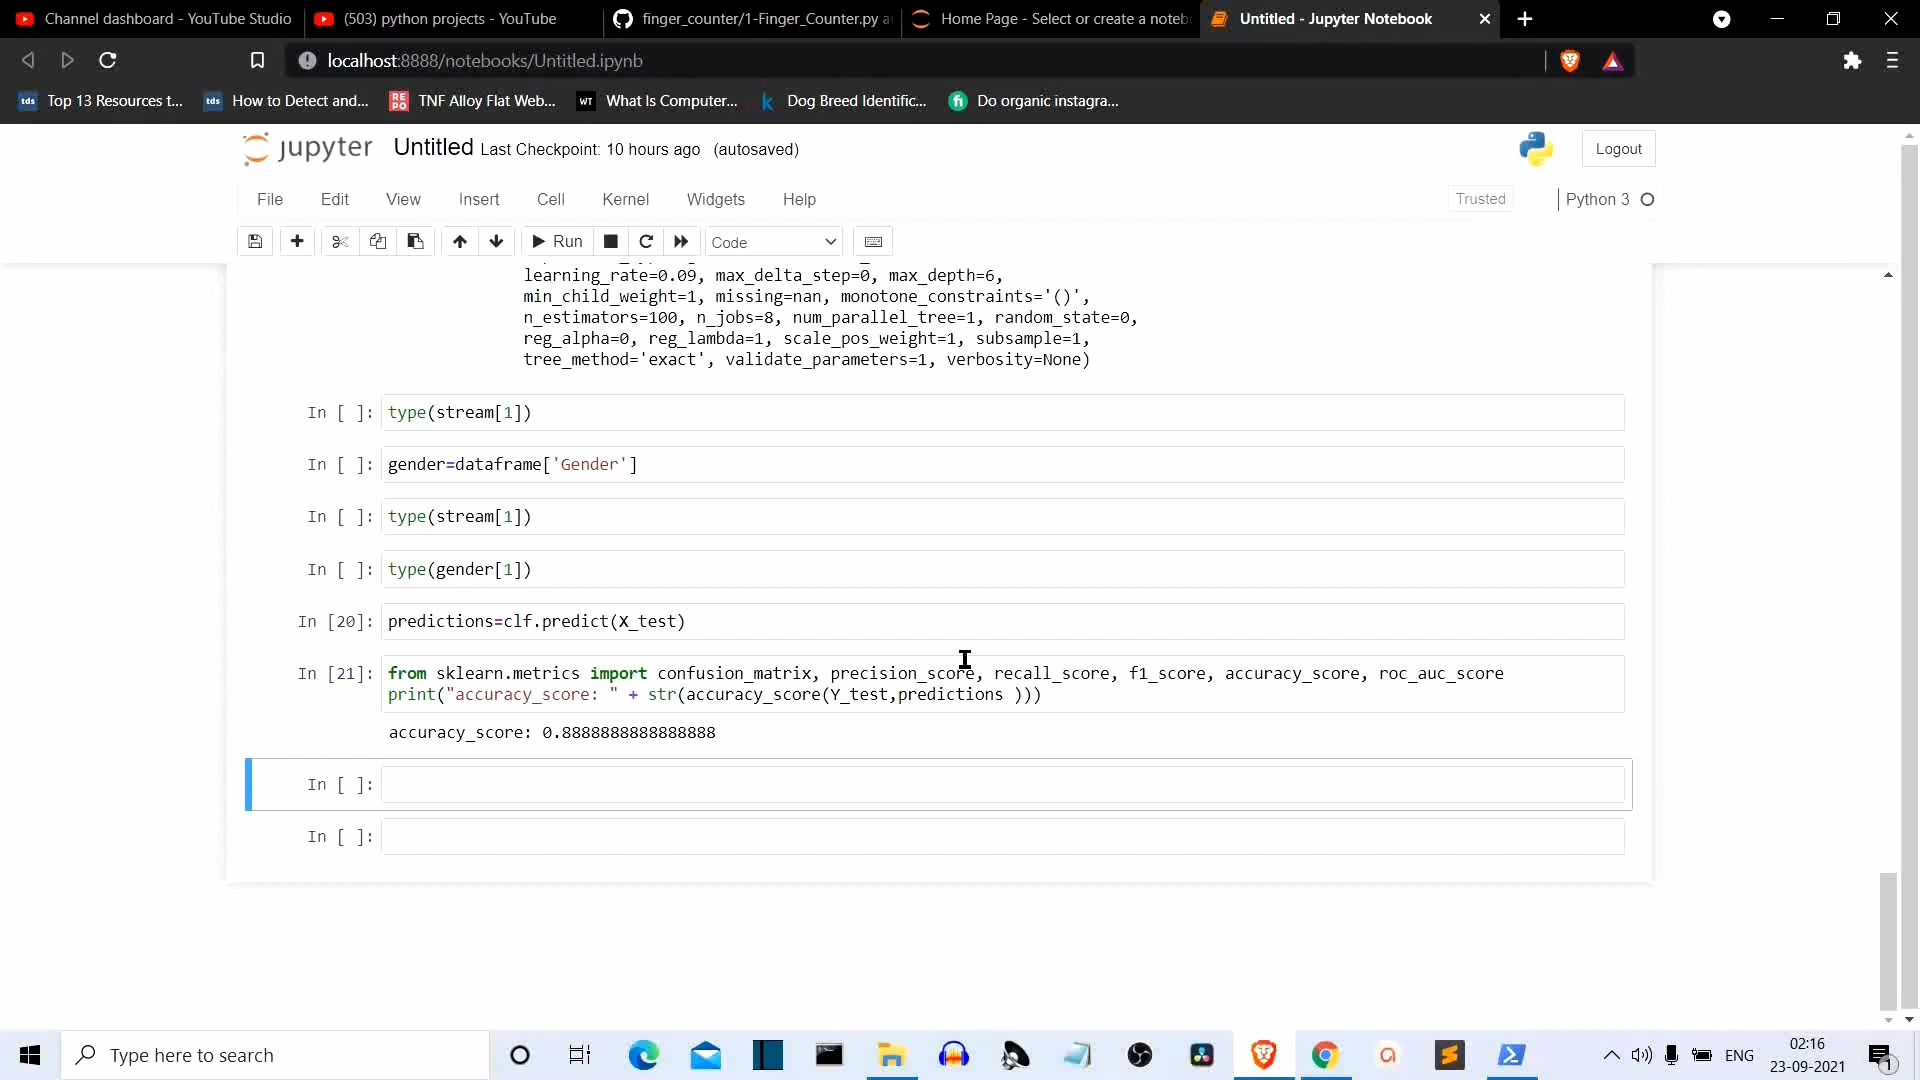 Channel dashboard - YouTube Studio
(503) python projects - YouTube
finger_counter/1-Finger_Counter.py a
Home Page - Select or create a noteb
Untitled - Jupyter Notebook
localhost:8888/notebooks/Untitled.ipynb
tds Top 13 Resources t...
tds How to Detect and...
REPO TNF Alloy Flat Web...
WT What Is Computer...
k Dog Breed Identific...
fi Do organic instagra...
jupyter Untitled Last Checkpoint: 10 hours ago (autosaved)
Logout
File Edit View Insert Cell Kernel Widgets Help
Trusted
Python 3
Run
Code
learning_rate=0.09, max_delta_step=0, max_depth=6,
min_child_weight=1, missing=nan, monotone_constraints='()',
n_estimators=100, n_jobs=8, num_parallel_tree=1, random_state=0,
reg_alpha=0, reg_lambda=1, scale_pos_weight=1, subsample=1,
tree_method='exact', validate_parameters=1, verbosity=None)
In [ ]: type(stream[1])
In [ ]: gender=dataframe['Gender']
In [ ]: type(stream[1])
In [ ]: type(gender[1])
In [20]: predictions=clf.predict(X_test)
In [21]: from sklearn.metrics import confusion_matrix, precision_score, recall_score, f1_score, accuracy_score, roc_auc_score
print("accuracy_score: " + str(accuracy_score(Y_test,predictions )))
accuracy_score: 0.8888888888888888
In [ ]:
In [ ]:
Type here to search
ENG
02:16
23-09-2021
1